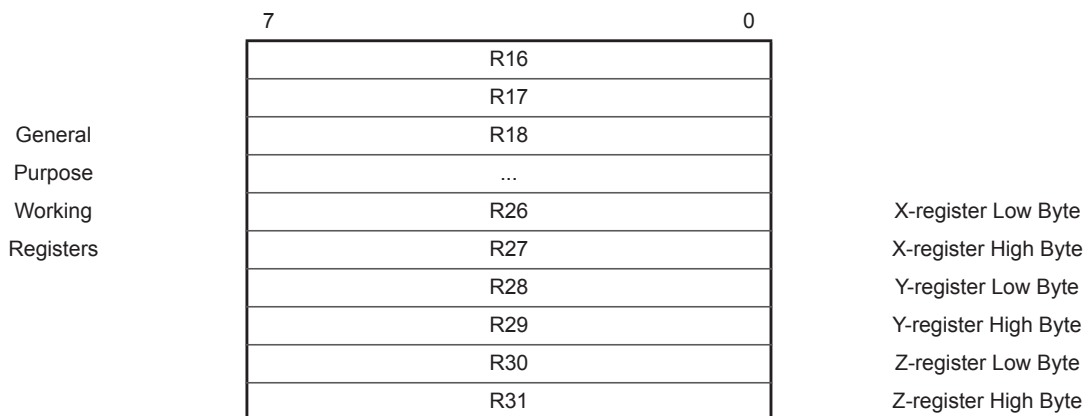 7 0
R16
R17
General R18
Purpose ...
Working R26 X-register Low Byte
Registers R27 X-register High Byte
R28 Y-register Low Byte
R29 Y-register High Byte
R30 Z-register Low Byte
R31 Z-register High Byte